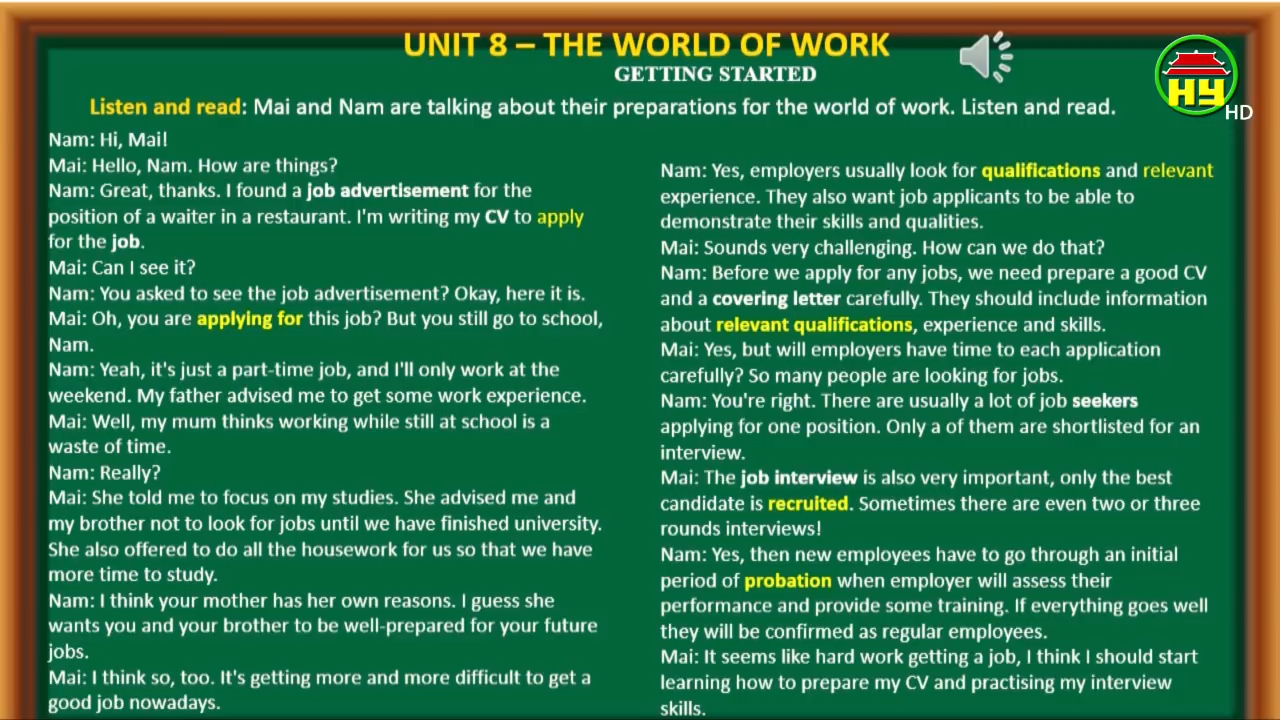 UNIT 8 – THE WORLD OF WORK
GETTING STARTED
HY
HD
Listen and read: Mai and Nam are talking about their preparations for the world of work. Listen and read.
Nam: Hi, Mai!
Mai: Hello, Nam. How are things?
Nam: Great, thanks. I found a job advertisement for the
position of a waiter in a restaurant. I'm writing my CV to apply
for the job.
Mai: Can I see it?
Nam: You asked to see the job advertisement? Okay, here it is.
Mai: Oh, you are applying for this job? But you still go to school,
Nam.
Nam: Yeah, it's just a part-time job, and I'll only work at the
weekend. My father advised me to get some work experience.
Mai: Well, my mum thinks working while still at school is a
waste of time.
Nam: Really?
Mai: She told me to focus on my studies. She advised me and
my brother not to look for jobs until we have finished university.
She also offered to do all the housework for us so that we have
more time to study.
Nam: I think your mother has her own reasons. I guess she
wants you and your brother to be well-prepared for your future
jobs.
Mai: I think so, too. It's getting more and more difficult to get a
good job nowadays.
Nam: Yes, employers usually look for qualifications and relevant
experience. They also want job applicants to be able to
demonstrate their skills and qualities.
Mai: Sounds very challenging. How can we do that?
Nam: Before we apply for any jobs, we need prepare a good CV
and a covering letter carefully. They should include information
about relevant qualifications, experience and skills.
Mai: Yes, but will employers have time to each application
carefully? So many people are looking for jobs.
Nam: You're right. There are usually a lot of job seekers
applying for one position. Only a of them are shortlisted for an
interview.
Mai: The job interview is also very important, only the best
candidate is recruited. Sometimes there are even two or three
rounds interviews!
Nam: Yes, then new employees have to go through an initial
period of probation when employer will assess their
performance and provide some training. If everything goes well
they will be confirmed as regular employees.
Mai: It seems like hard work getting a job, I think I should start
learning how to prepare my CV and practising my interview
skills.